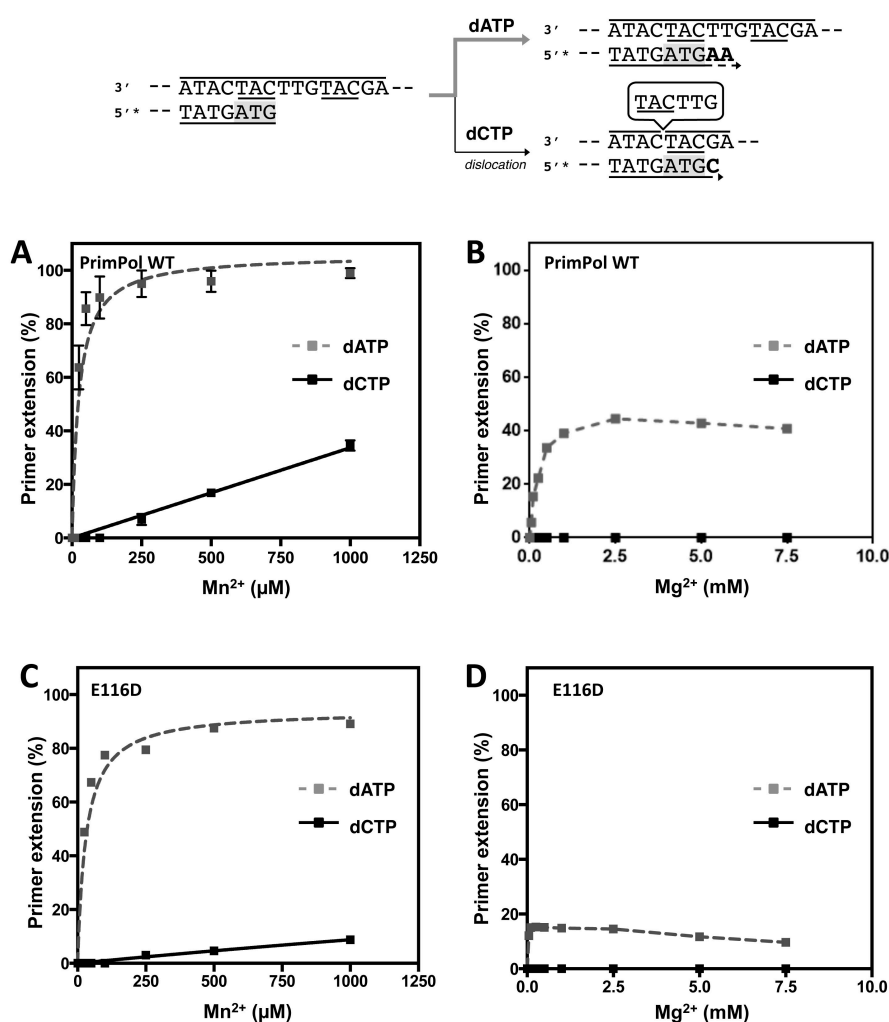 dATP
3′ -- ATACTACTTGTACGA--
5′* -- TATGATGAA
3′ -- ATACTACTTGTACGA--
5′* -- TATGATG
TACTTG
dCTP
dislocation
3′ -- ATACTACGA --
5′* -- TATGATGC
A
PrimPol WT
Primer extension (%)
100
80
60
40
20
0
dATP
dCTP
0 250 500 750 1000 1250
Mn²⁺ (µM)
B
PrimPol WT
Primer extension (%)
100
80
60
40
20
0
dATP
dCTP
0.0 2.5 5.0 7.5 10.0
Mg²⁺ (mM)
C
E116D
Primer extension (%)
100
80
60
40
20
0
dATP
dCTP
0 250 500 750 1000 1250
Mn²⁺ (µM)
D
E116D
Primer extension (%)
100
80
60
40
20
0
dATP
dCTP
0.0 2.5 5.0 7.5 10.0
Mg²⁺ (mM)